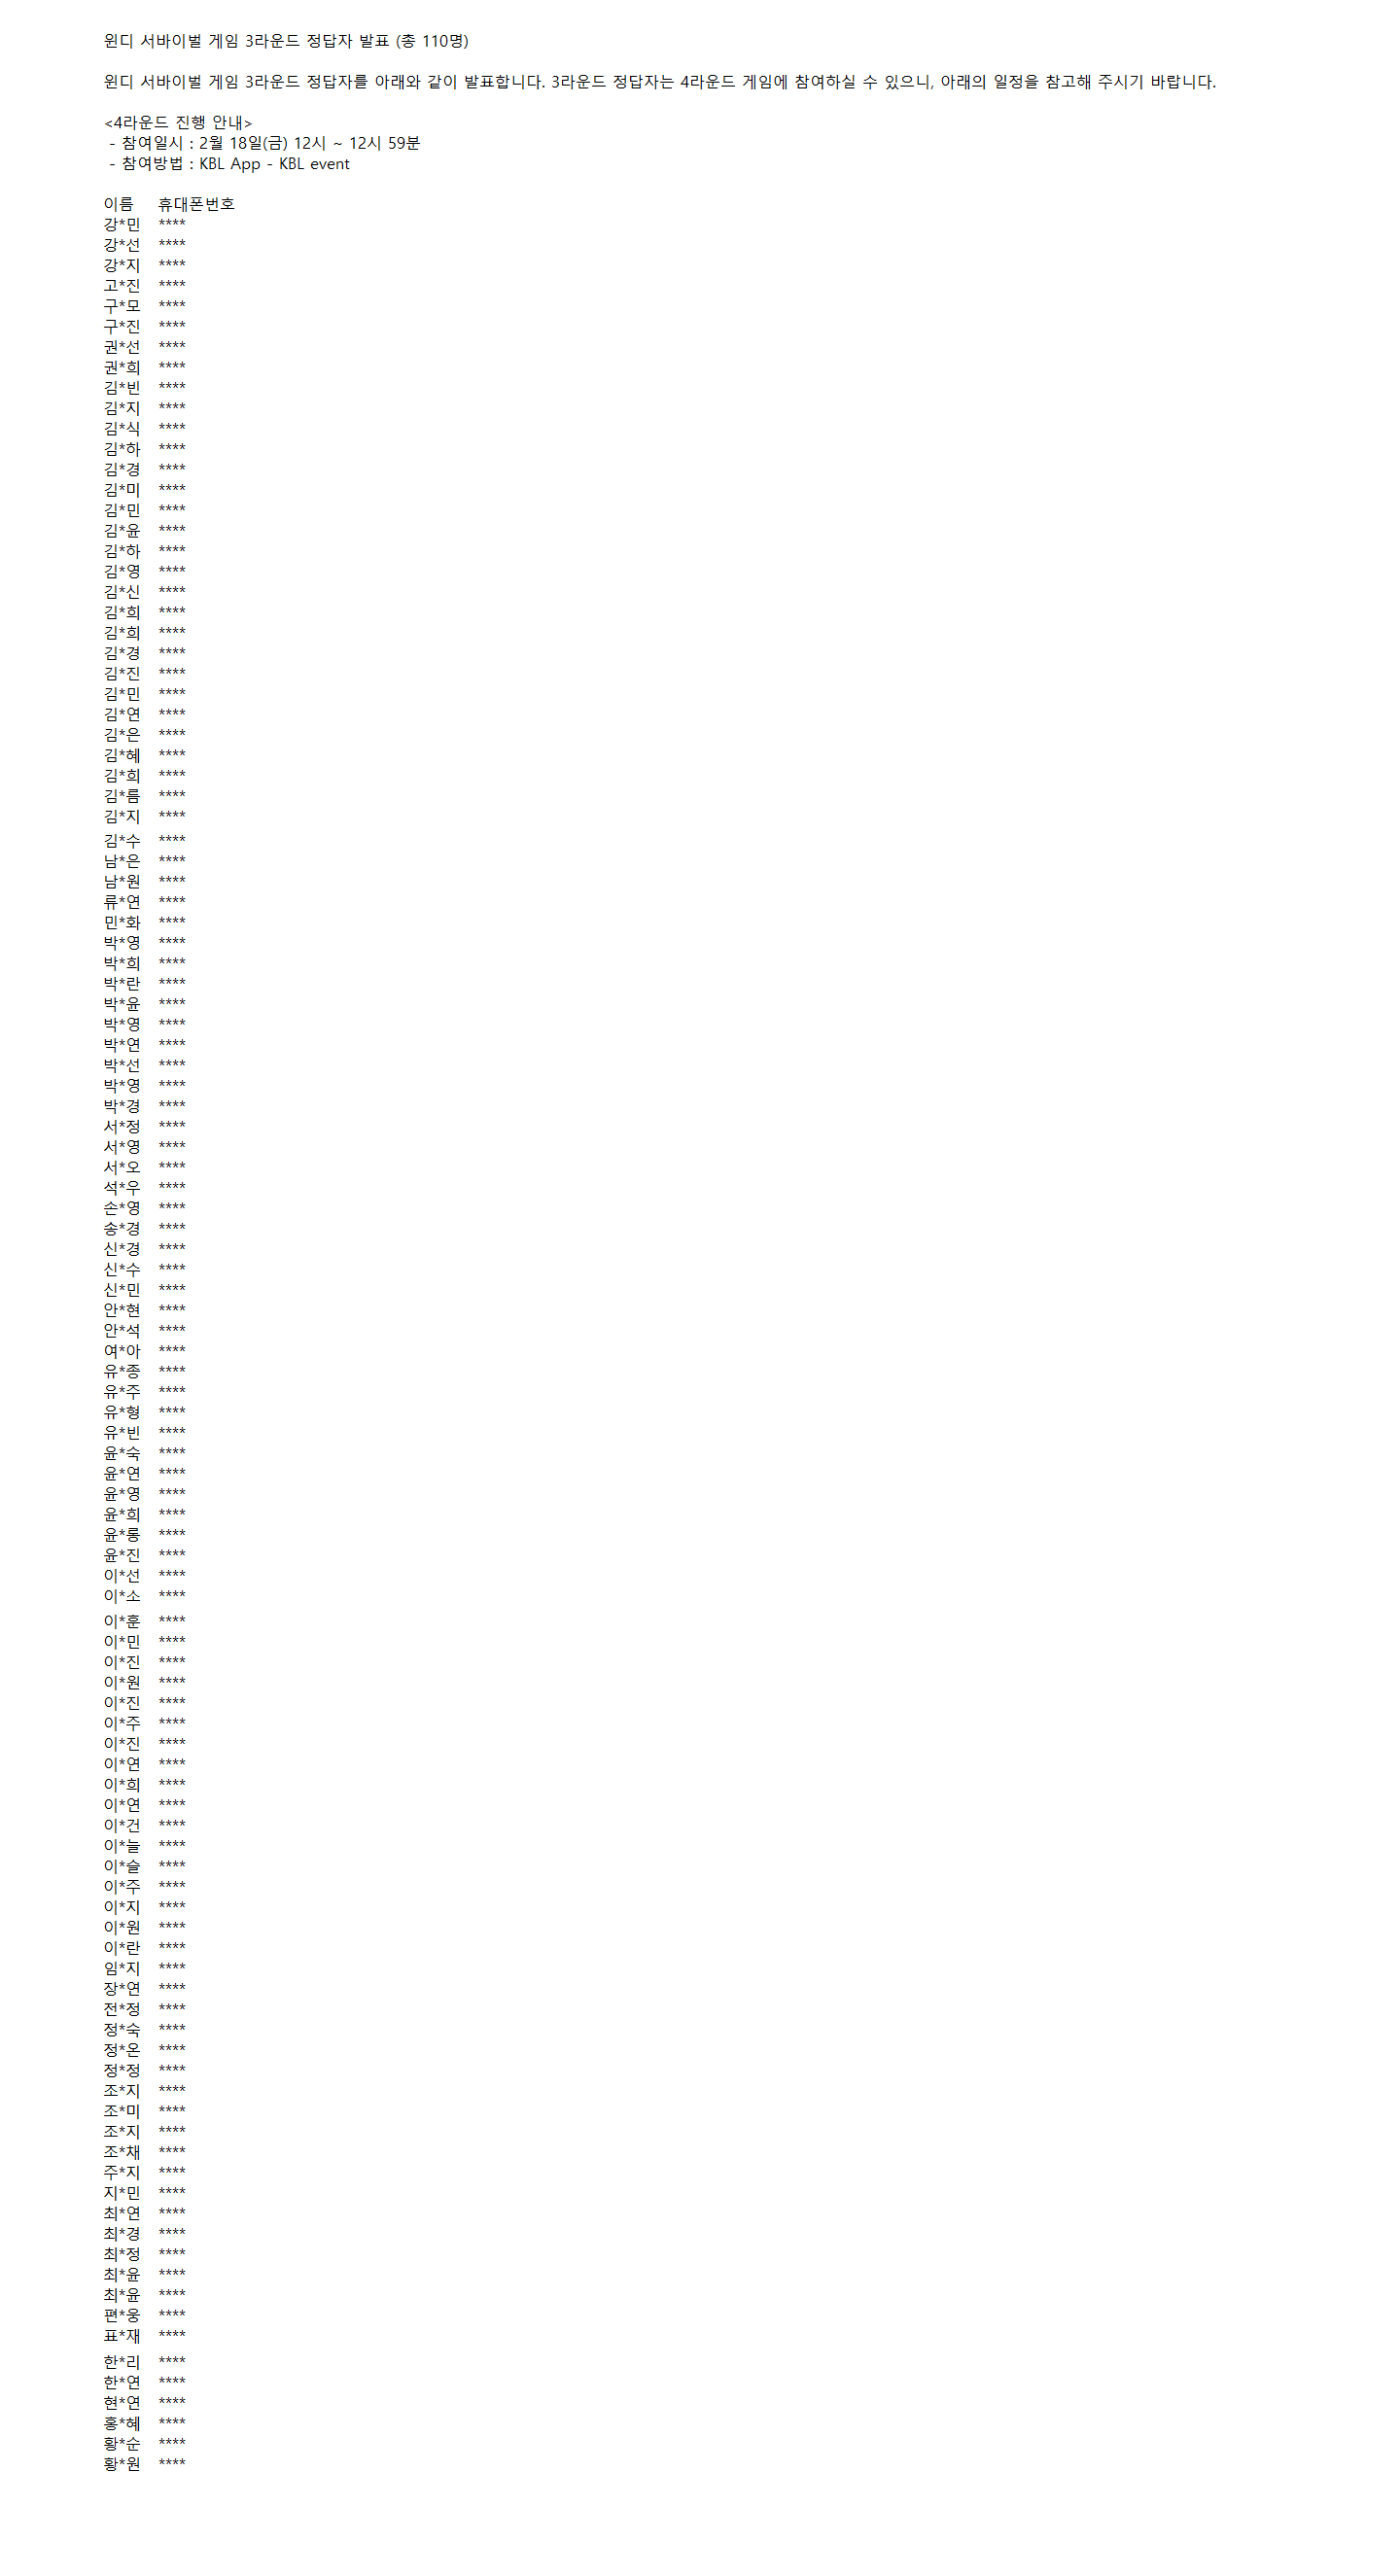 윈디 서바이벌 게임 3라운드 정답자 발표 (총 110명)
윈디 서바이벌 게임 3라운드 정답자를 아래와 같이 발표합니다. 3라운드 정답자는 4라운드 게임에 참여하실 수 있으니, 아래의 일정을 참고해 주시기 바랍니다.
<4라운드 진행 안내>
- 참여일시 : 2월 18일(금) 12시 ~ 12시 59분
- 참여방법 : KBL App - KBL event
이름 휴대폰번호
강*민 ****
강*선 ****
강*지 ****
고*진 ****
구*모 ****
구*진 ****
권*선 ****
권*희 ****
김*빈 ****
김*지 ****
김*식 ****
김*하 ****
김*경 ****
김*미 ****
김*민 ****
김*윤 ****
김*하 ****
김*영 ****
김*신 ****
김*희 ****
김*희 ****
김*경 ****
김*진 ****
김*민 ****
김*연 ****
김*은 ****
김*혜 ****
김*희 ****
김*름 ****
김*지 ****
김*수 ****
남*은 ****
남*원 ****
류*연 ****
민*화 ****
박*영 ****
박*희 ****
박*란 ****
박*윤 ****
박*영 ****
박*연 ****
박*선 ****
박*영 ****
박*경 ****
서*정 ****
서*영 ****
서*오 ****
석*우 ****
손*영 ****
송*경 ****
신*경 ****
신*수 ****
신*민 ****
안*현 ****
안*석 ****
여*아 ****
유*종 ****
유*주 ****
유*형 ****
유*빈 ****
윤*숙 ****
윤*연 ****
윤*영 ****
윤*희 ****
윤*롱 ****
윤*진 ****
이*선 ****
이*소 ****
이*훈 ****
이*민 ****
이*진 ****
이*원 ****
이*진 ****
이*주 ****
이*진 ****
이*연 ****
이*희 ****
이*연 ****
이*건 ****
이*늘 ****
이*슬 ****
이*주 ****
이*지 ****
이*원 ****
이*란 ****
임*지 ****
장*연 ****
전*정 ****
정*숙 ****
정*온 ****
정*정 ****
조*지 ****
조*미 ****
조*지 ****
조*채 ****
주*지 ****
지*민 ****
최*연 ****
최*경 ****
최*정 ****
최*윤 ****
최*윤 ****
편*웅 ****
표*재 ****
한*리 ****
한*연 ****
현*연 ****
홍*혜 ****
황*순 ****
황*원 ****